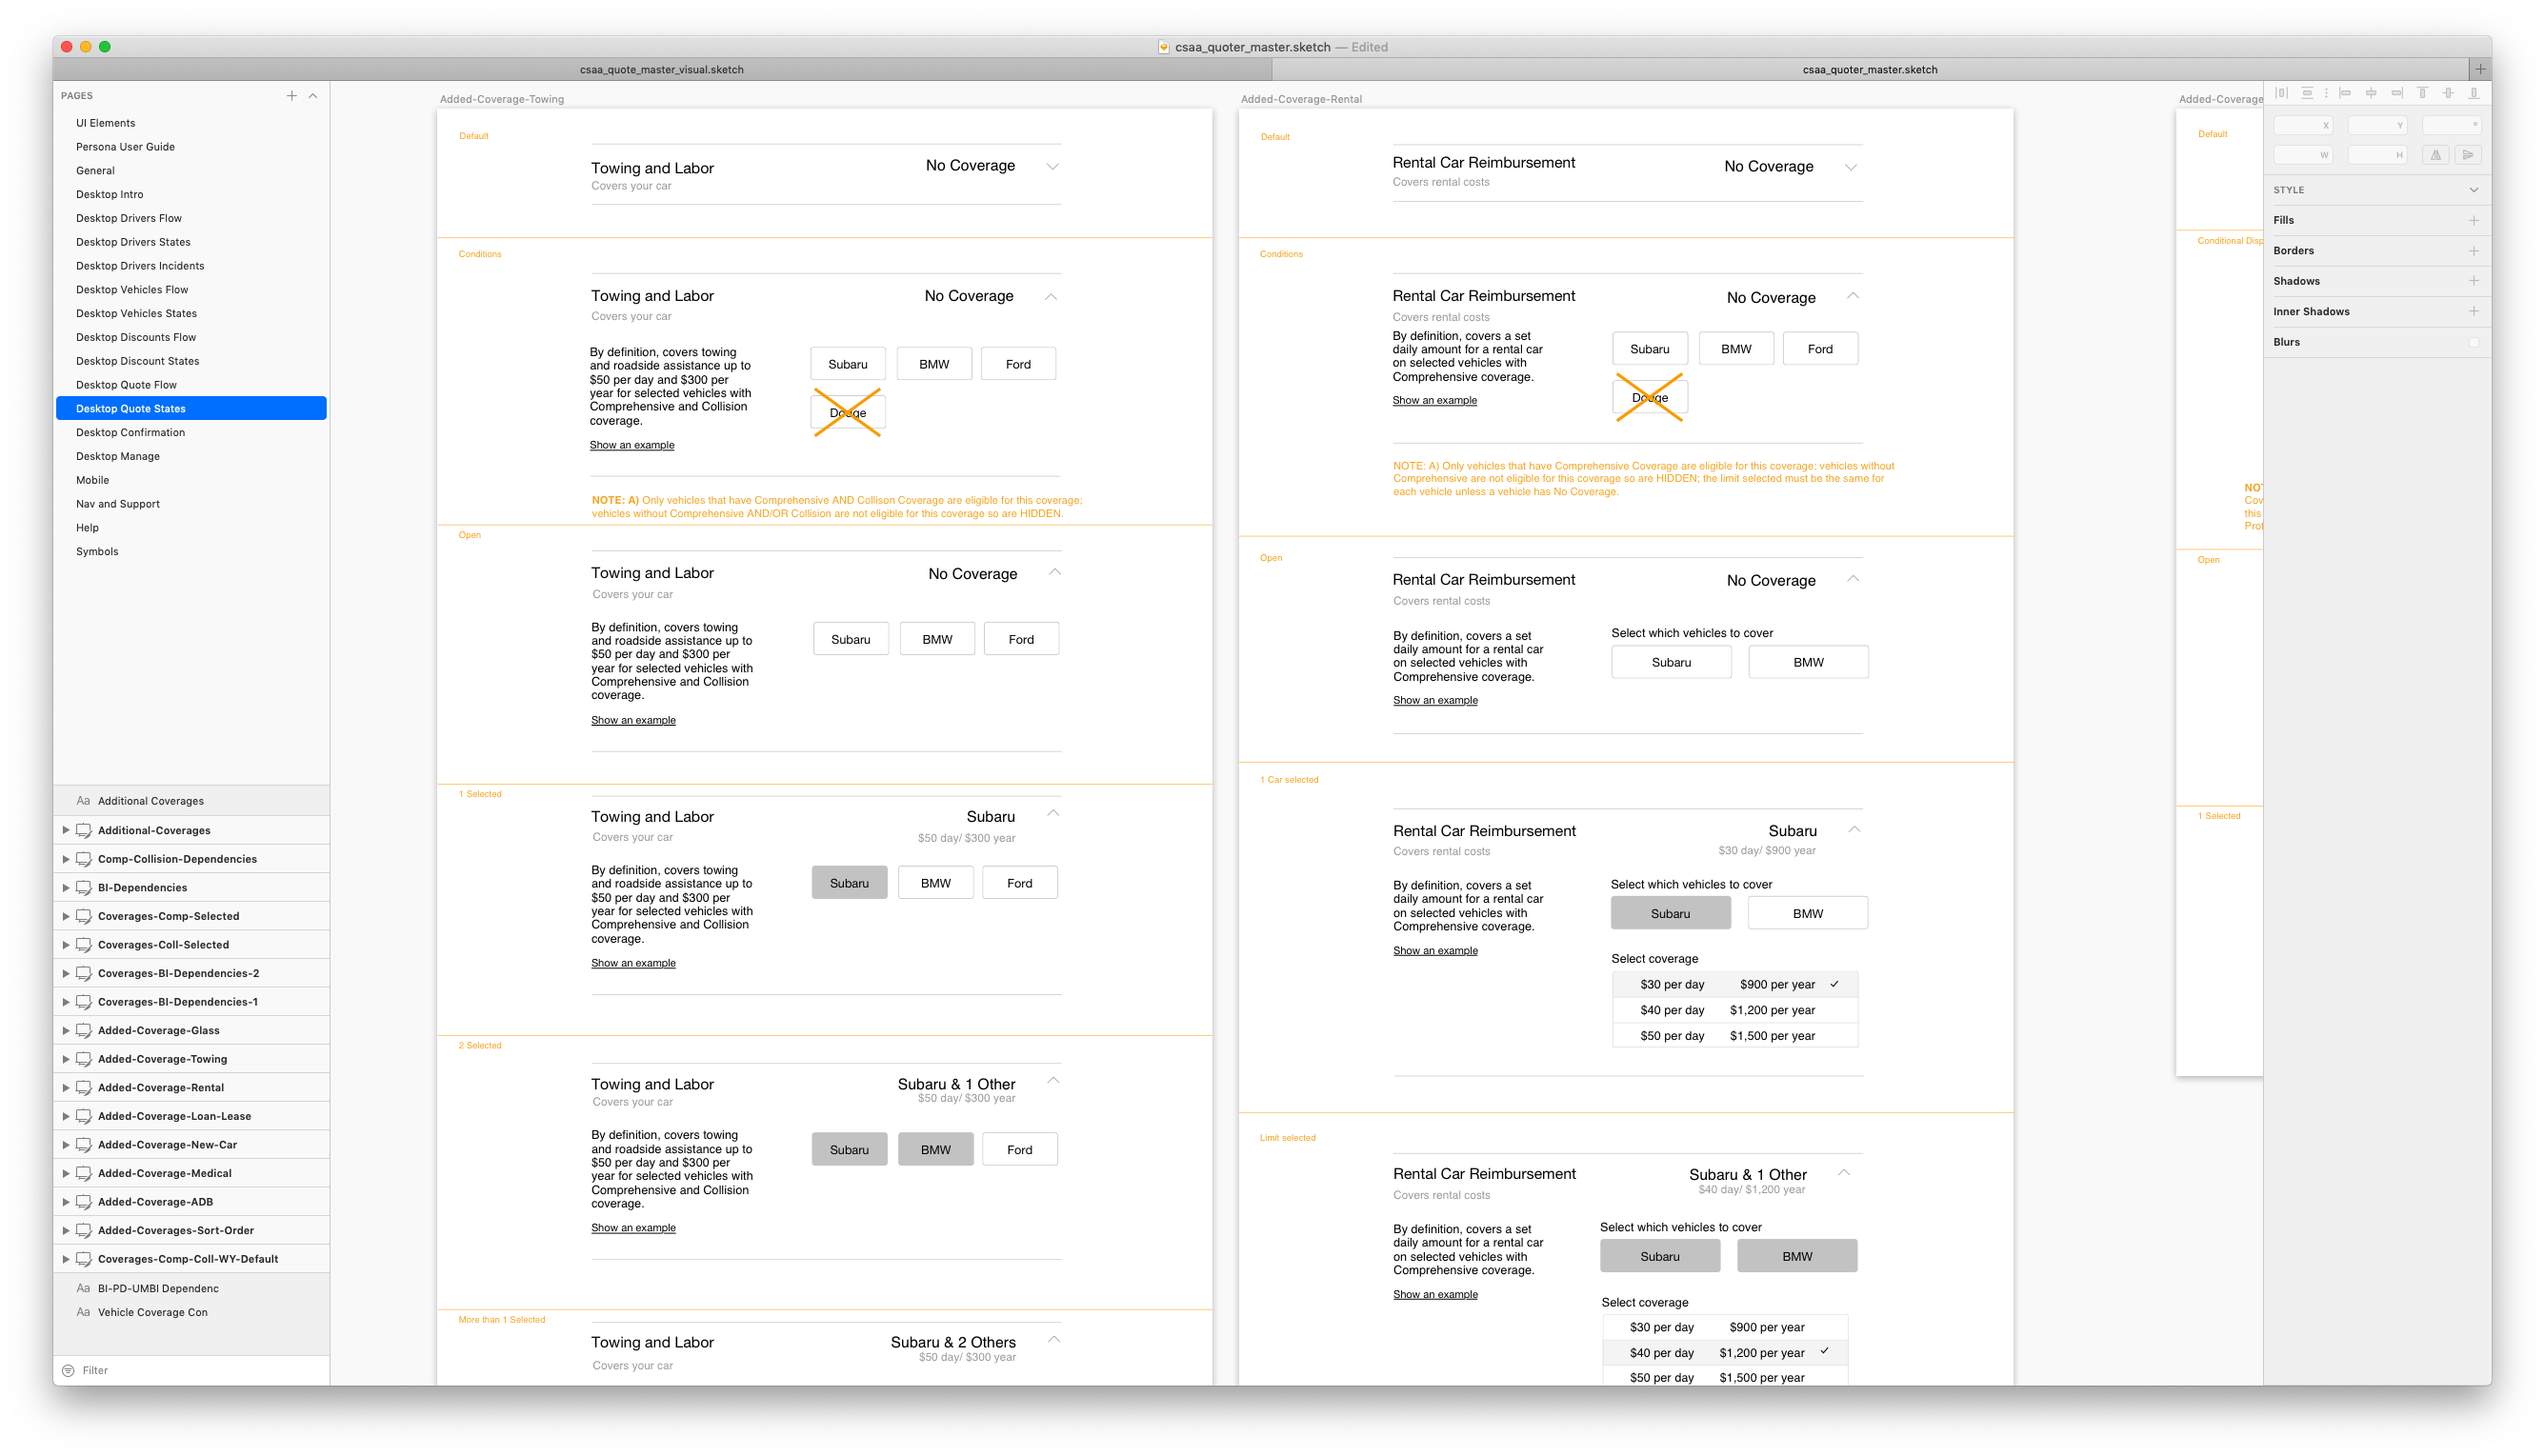 csaa_quoter_master.sketch — Edited
csaa_quote_master_visual.sketch
csaa_quoter_master.sketch
PAGES
UI Elements
Persona User Guide
General
Desktop Intro
Desktop Drivers Flow
Desktop Drivers States
Desktop Drivers Incidents
Desktop Vehicles Flow
Desktop Vehicles States
Desktop Discounts Flow
Desktop Discount States
Desktop Quote Flow
Desktop Quote States
Desktop Confirmation
Desktop Manage
Mobile
Nav and Support
Help
Symbols
Aa Additional Coverages
Additional-Coverages
Comp-Collision-Dependencies
BI-Dependencies
Coverages-Comp-Selected
Coverages-Coll-Selected
Coverages-BI-Dependencies-2
Coverages-BI-Dependencies-1
Added-Coverage-Glass
Added-Coverage-Towing
Added-Coverage-Rental
Added-Coverage-Loan-Lease
Added-Coverage-New-Car
Added-Coverage-Medical
Added-Coverage-ADB
Added-Coverages-Sort-Order
Coverages-Comp-Coll-WY-Default
Aa BI-PD-UMBI Dependenc
Aa Vehicle Coverage Con
Filter
Added-Coverage-Towing
Default
Towing and Labor
No Coverage
Covers your car
Conditions
Towing and Labor
No Coverage
Covers your car
By definition, covers towing
and roadside assistance up to
$50 per day and $300 per
year for selected vehicles with
Comprehensive and Collision
coverage.
Show an example
Subaru
BMW
Ford
Dodge
NOTE: A) Only vehicles that have Comprehensive AND Collison Coverage are eligible for this coverage;
vehicles without Comprehensive AND/OR Collision are not eligible for this coverage so are HIDDEN.
Open
Towing and Labor
No Coverage
Covers your car
By definition, covers towing
and roadside assistance up to
$50 per day and $300 per
year for selected vehicles with
Comprehensive and Collision
coverage.
Show an example
Subaru
BMW
Ford
1 Selected
Towing and Labor
Subaru
Covers your car
$50 day/ $300 year
By definition, covers towing
and roadside assistance up to
$50 per day and $300 per
year for selected vehicles with
Comprehensive and Collision
coverage.
Show an example
Subaru
BMW
Ford
2 Selected
Towing and Labor
Subaru & 1 Other
Covers your car
$50 day/ $300 year
By definition, covers towing
and roadside assistance up to
$50 per day and $300 per
year for selected vehicles with
Comprehensive and Collision
coverage.
Show an example
Subaru
BMW
Ford
More than 1 Selected
Towing and Labor
Subaru & 2 Others
Covers your car
$50 day/ $300 year
Added-Coverage-Rental
Default
Rental Car Reimbursement
No Coverage
Covers rental costs
Conditions
Rental Car Reimbursement
No Coverage
Covers rental costs
By definition, covers a set
daily amount for a rental car
on selected vehicles with
Comprehensive coverage.
Show an example
Subaru
BMW
Ford
Dodge
NOTE: A) Only vehicles that have Comprehensive Coverage are eligible for this coverage; vehicles without
Comprehensive are not eligible for this coverage so are HIDDEN; the limit selected must be the same for
each vehicle unless a vehicle has No Coverage.
Open
Rental Car Reimbursement
No Coverage
Covers rental costs
By definition, covers a set
daily amount for a rental car
on selected vehicles with
Comprehensive coverage.
Show an example
Select which vehicles to cover
Subaru
BMW
1 Car selected
Rental Car Reimbursement
Subaru
Covers rental costs
$30 day/ $900 year
By definition, covers a set
daily amount for a rental car
on selected vehicles with
Comprehensive coverage.
Show an example
Select which vehicles to cover
Subaru
BMW
Select coverage
$30 per day $900 per year
$40 per day $1,200 per year
$50 per day $1,500 per year
Limit selected
Rental Car Reimbursement
Subaru & 1 Other
Covers rental costs
$40 day/ $1,200 year
By definition, covers a set
daily amount for a rental car
on selected vehicles with
Comprehensive coverage.
Show an example
Select which vehicles to cover
Subaru
BMW
Select coverage
$30 per day $900 per year
$40 per day $1,200 per year
$50 per day $1,500 per year
Added-Coverage
Default
Conditional Disp
NOT
Cov
this
Prot
Open
1 Selected
X
Y
°
W
H
STYLE
Fills
Borders
Shadows
Inner Shadows
Blurs